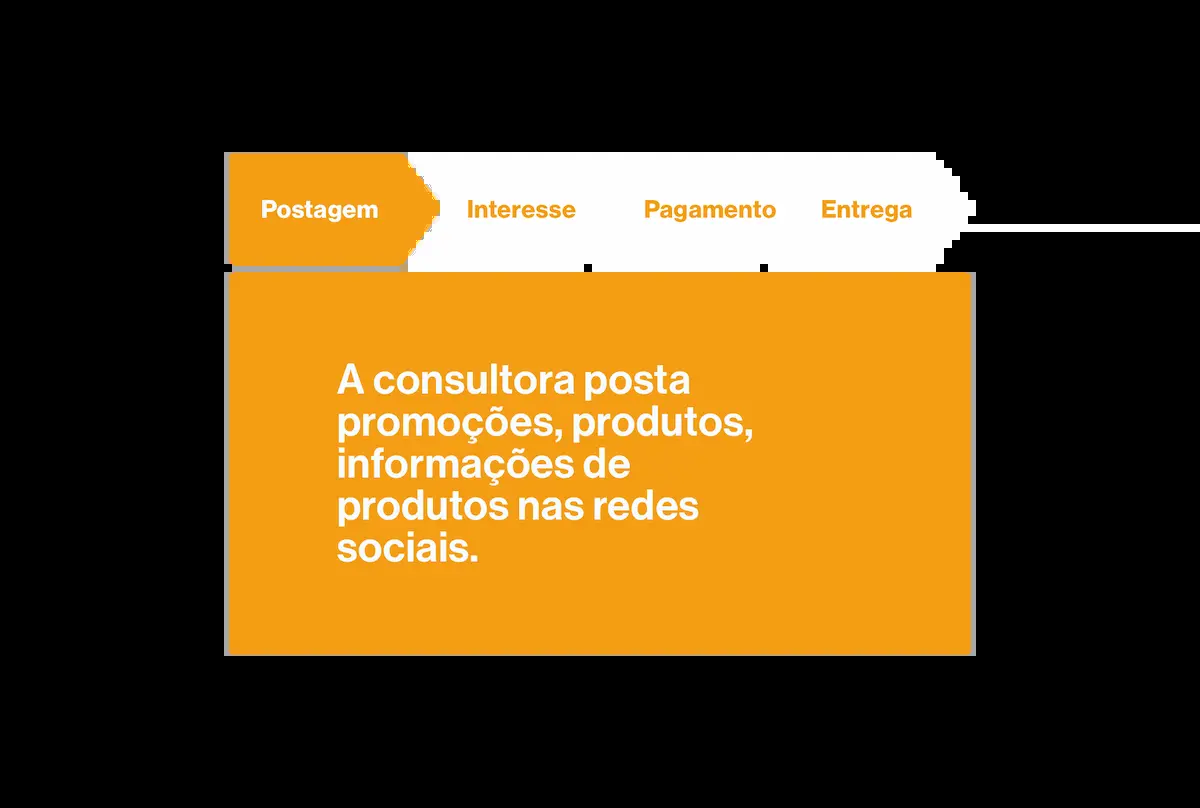 Postagem Interesse Pagamento Entrega
A consultora posta
promoções, produtos,
informações de
produtos nas redes
sociais.